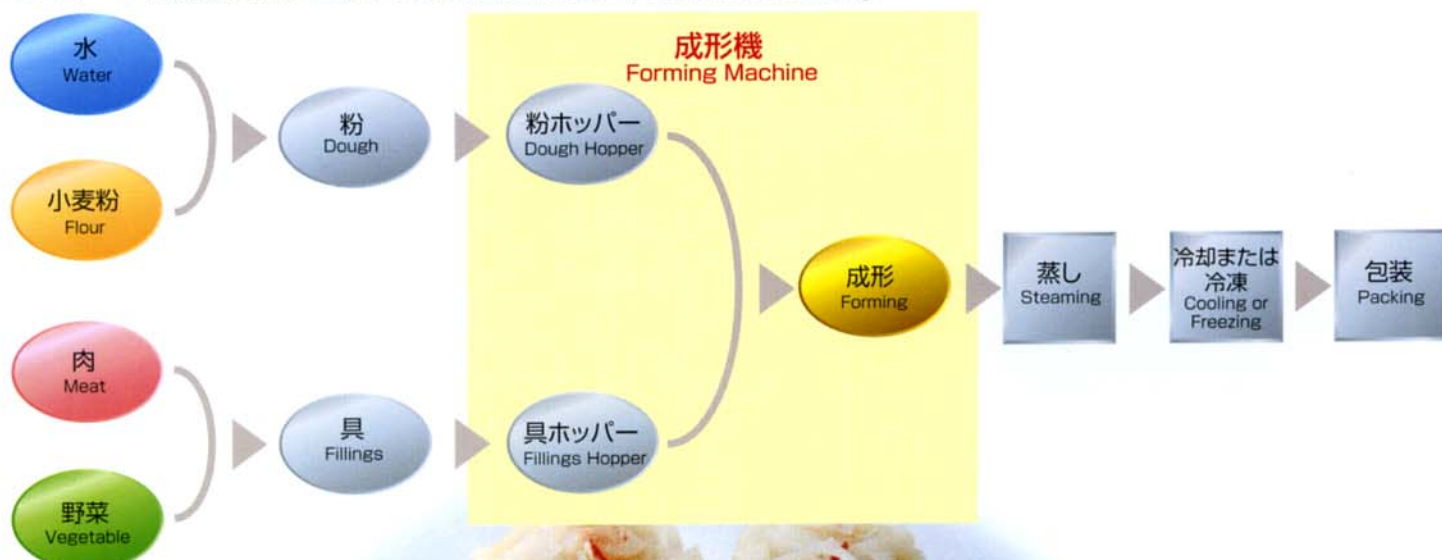 成形機
Forming Machine
水
Water
小麦粉
Flour
粉
Dough
粉ホッパー
Dough Hopper
肉
Meat
野菜
Vegetable
具
Fillings
具ホッパー
Fillings Hopper
成形
Forming
蒸し
Steaming
冷却または
冷凍
Cooling or
Freezing
包装
Packing